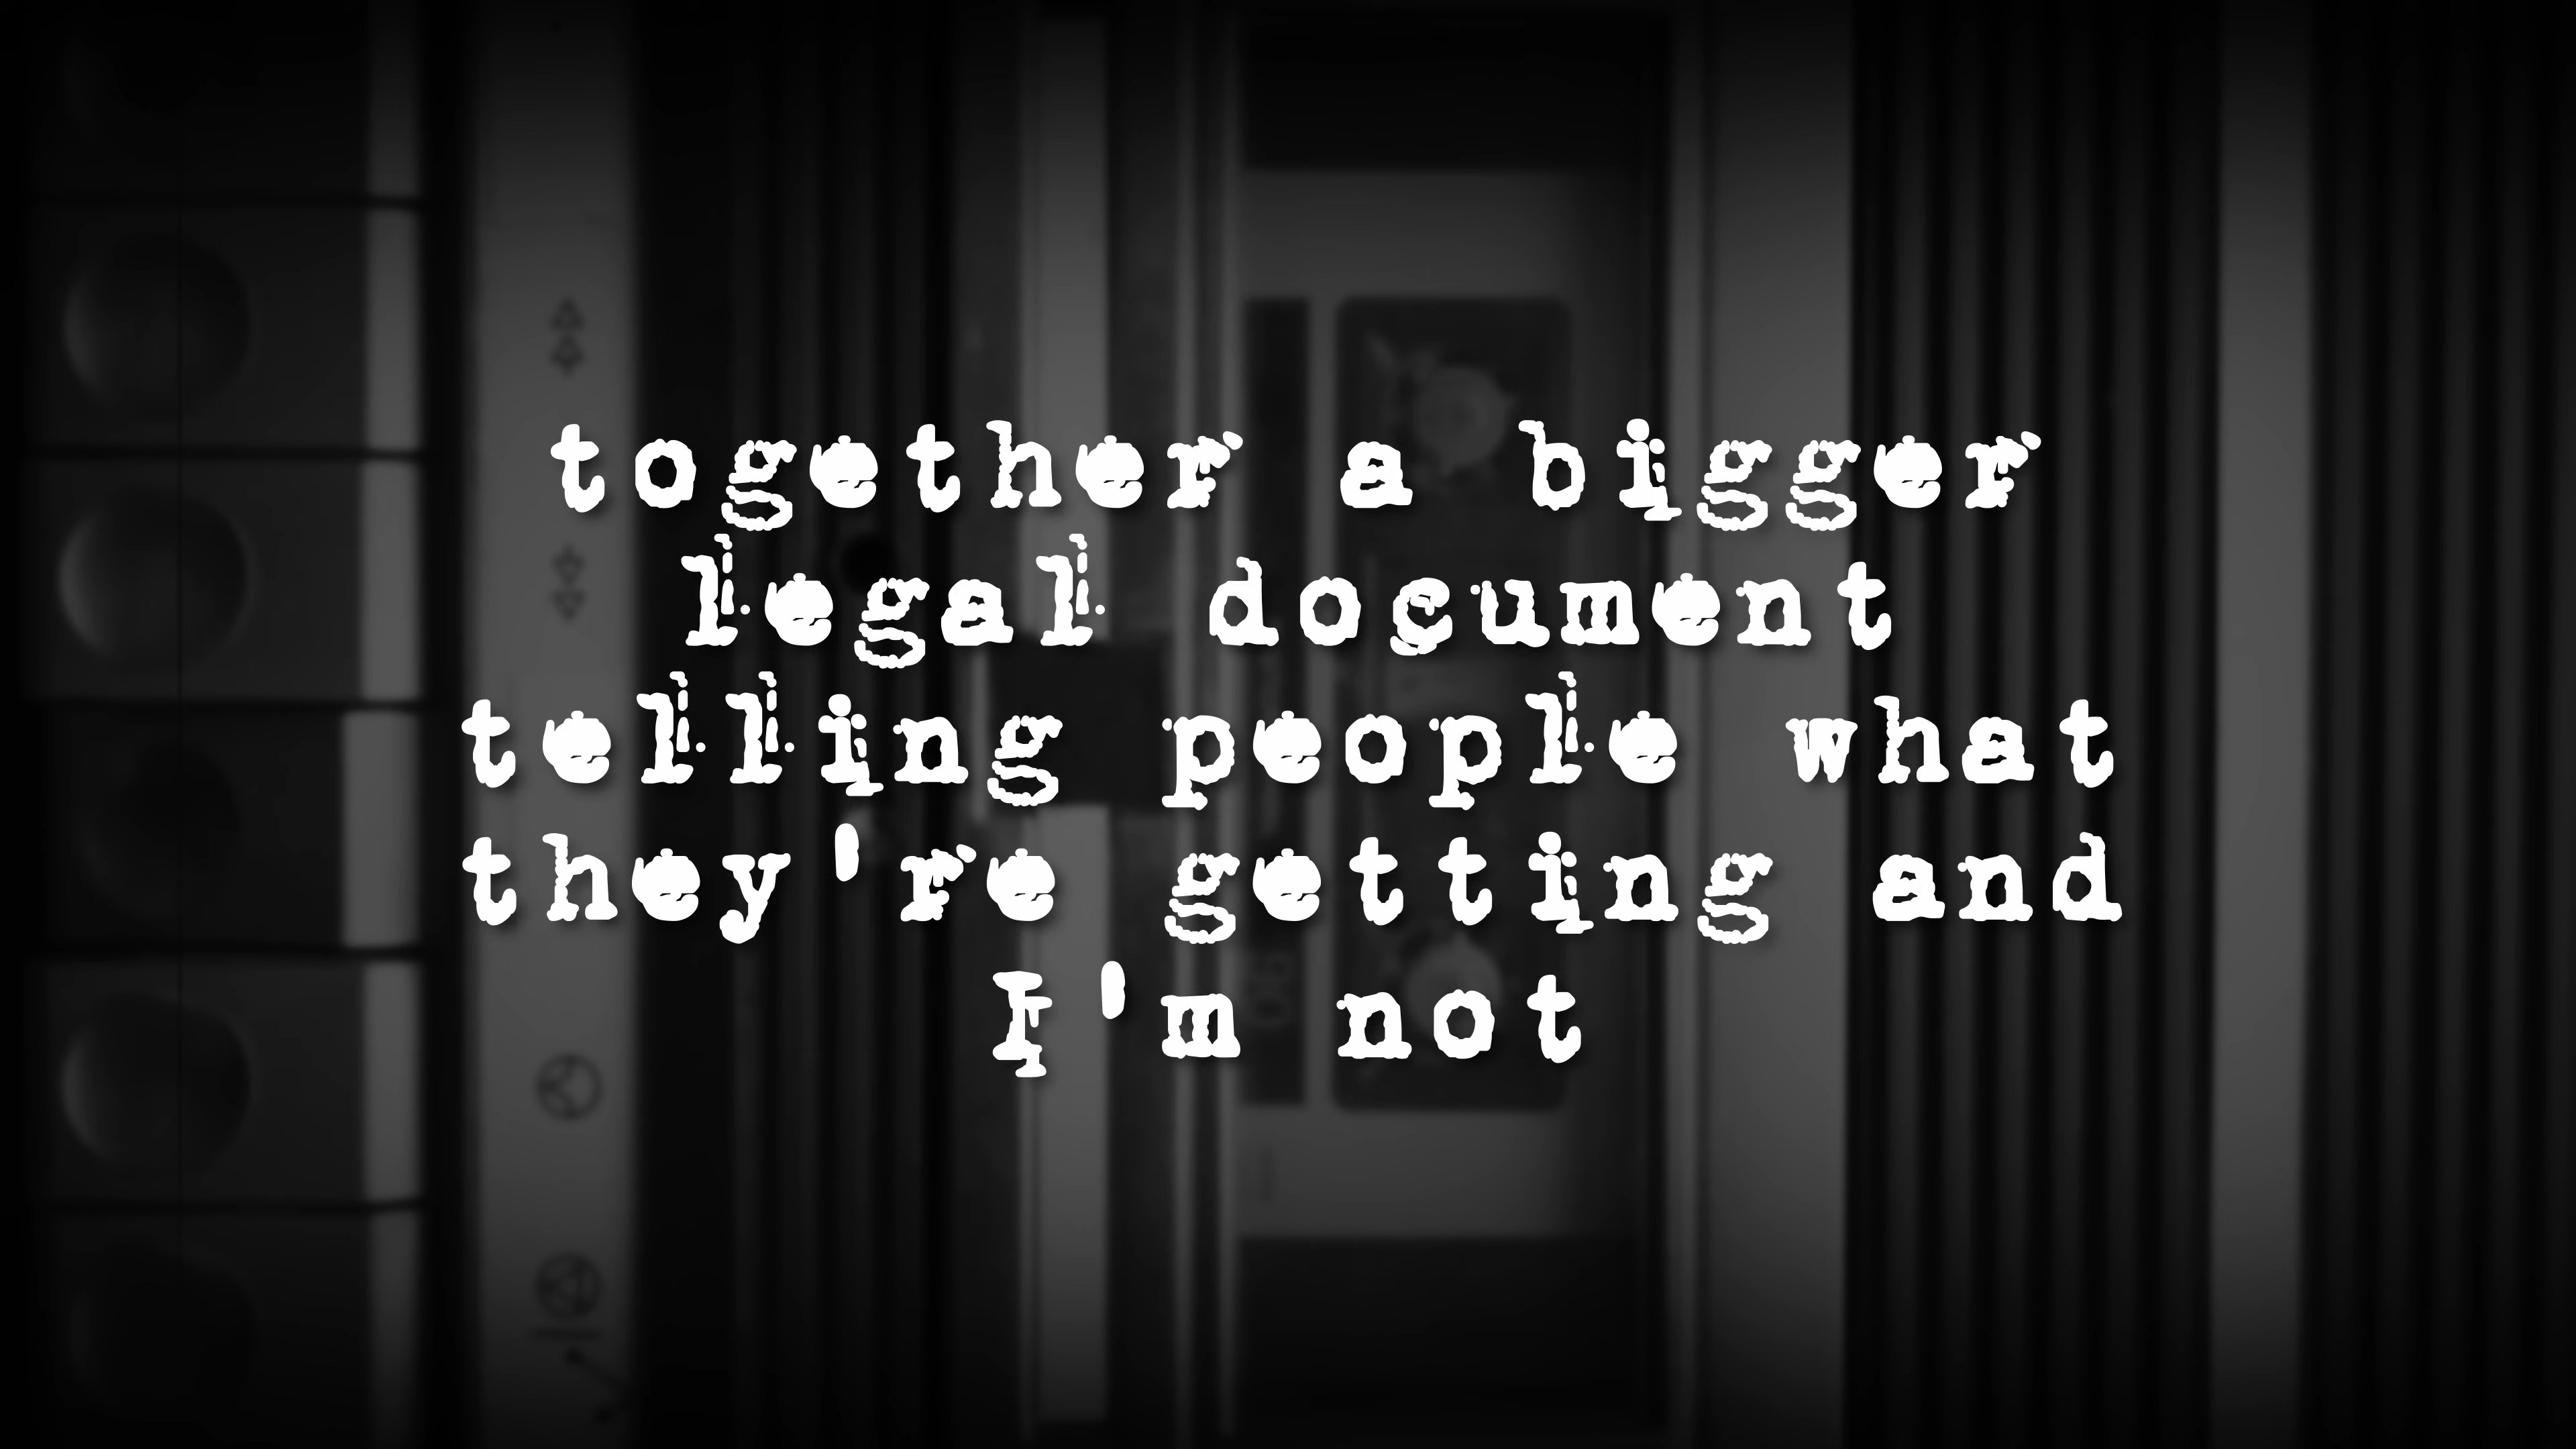 together a bigger
legal document
telling people what
they're getting and
I'm not